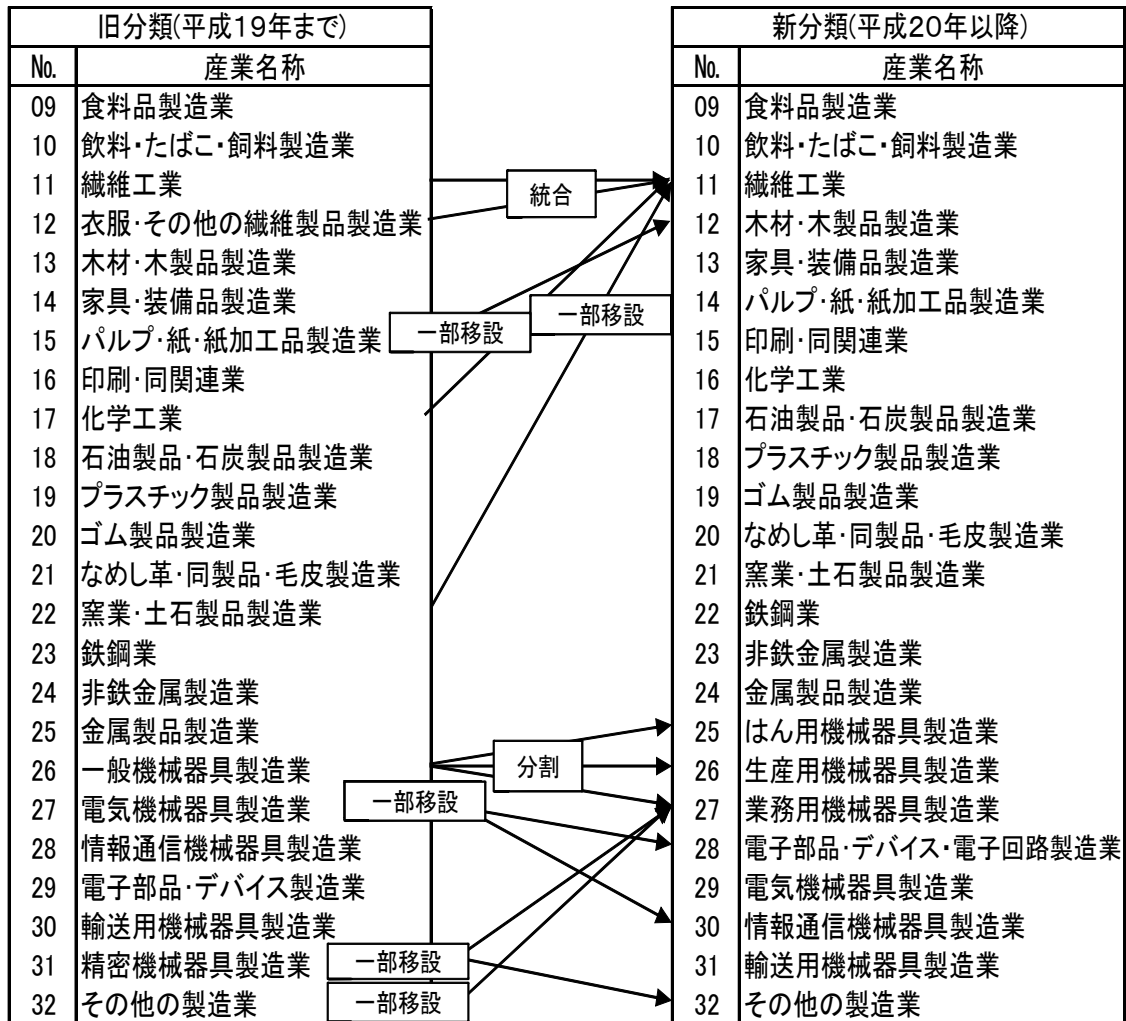 旧分類(平成19年まで)
No. 産業名称
09 食料品製造業
10 飲料・たばこ・飼料製造業
11 繊維工業
12 衣服・その他の繊維製品製造業
13 木材・木製品製造業
14 家具・装備品製造業
15 パルプ・紙・紙加工品製造業
16 印刷・同関連業
17 化学工業
18 石油製品・石炭製品製造業
19 プラスチック製品製造業
20 ゴム製品製造業
21 なめし革・同製品・毛皮製造業
22 窯業・土石製品製造業
23 鉄鋼業
24 非鉄金属製造業
25 金属製品製造業
26 一般機械器具製造業
27 電気機械器具製造業
28 情報通信機械器具製造業
29 電子部品・デバイス製造業
30 輸送用機械器具製造業
31 精密機械器具製造業
32 その他の製造業
統合
一部移設
一部移設
分割
一部移設
一部移設
一部移設
新分類(平成20年以降)
No. 産業名称
09 食料品製造業
10 飲料・たばこ・飼料製造業
11 繊維工業
12 木材・木製品製造業
13 家具・装備品製造業
14 パルプ・紙・紙加工品製造業
15 印刷・同関連業
16 化学工業
17 石油製品・石炭製品製造業
18 プラスチック製品製造業
19 ゴム製品製造業
20 なめし革・同製品・毛皮製造業
21 窯業・土石製品製造業
22 鉄鋼業
23 非鉄金属製造業
24 金属製品製造業
25 はん用機械器具製造業
26 生産用機械器具製造業
27 業務用機械器具製造業
28 電子部品・デバイス・電子回路製造業
29 電気機械器具製造業
30 情報通信機械器具製造業
31 輸送用機械器具製造業
32 その他の製造業